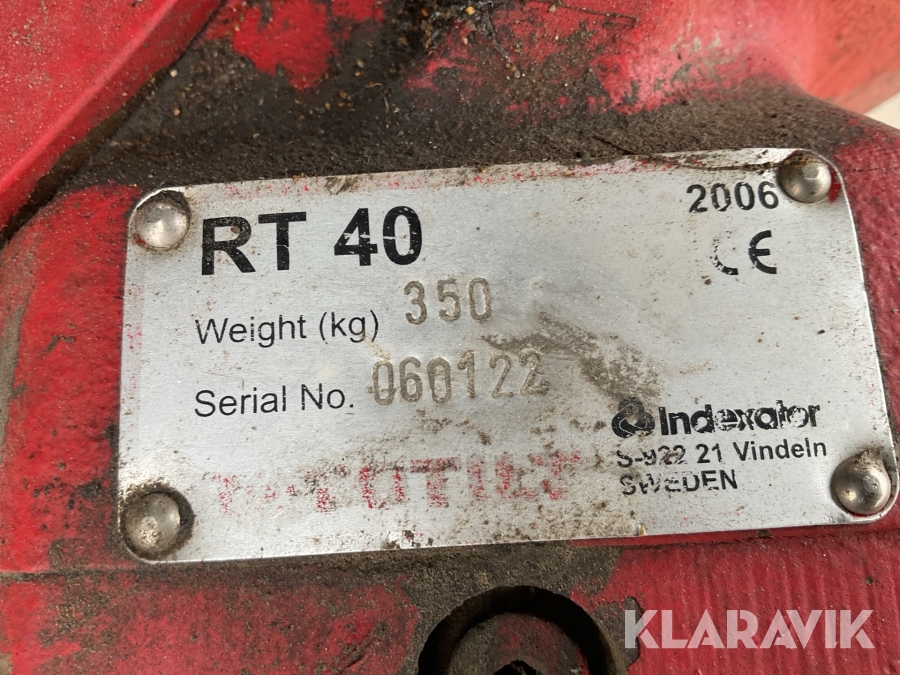 RT 40
2006
CE
Weight (kg) 350
Serial No. 060122
Indexator
S-922 21 Vindeln
SWEDEN
KLARAVIK